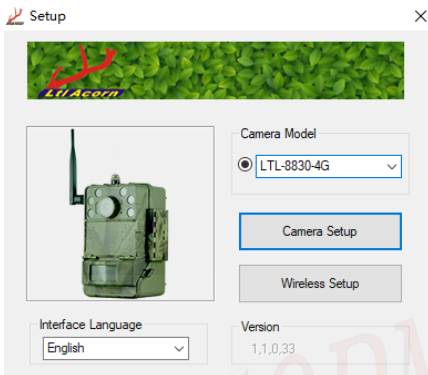 Setup
Ltl Acorn
Camera Model
LTL-8830-4G
Camera Setup
Wireless Setup
Interface Language
English
Version
1,1,0,33